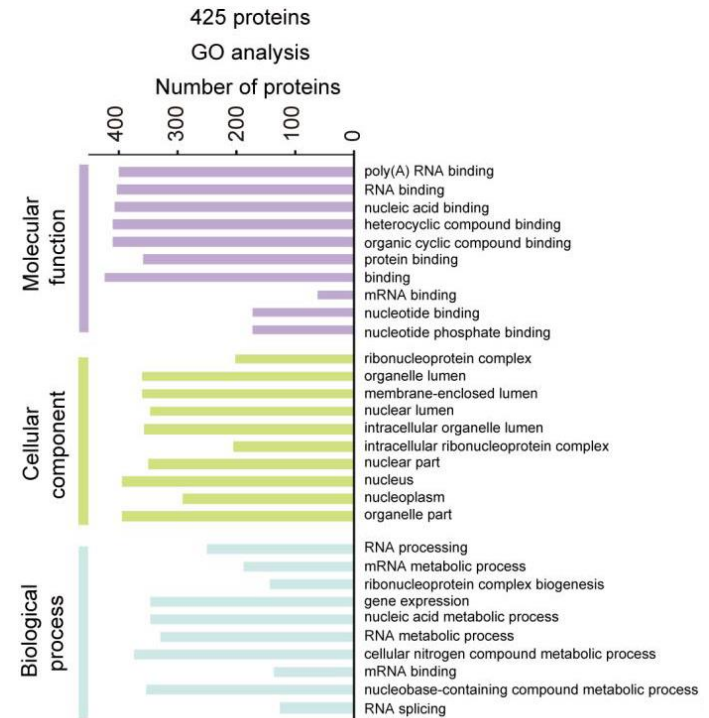 425 proteins
GO analysis
Number of proteins
400 300 200 100 0
Molecular function
poly(A) RNA binding
RNA binding
nucleic acid binding
heterocyclic compound binding
organic cyclic compound binding
protein binding
binding
mRNA binding
nucleotide binding
nucleotide phosphate binding
Cellular component
ribonucleoprotein complex
organelle lumen
membrane-enclosed lumen
nuclear lumen
intracellular organelle lumen
intracellular ribonucleoprotein complex
nuclear part
nucleus
nucleoplasm
organelle part
Biological process
RNA processing
mRNA metabolic process
ribonucleoprotein complex biogenesis
gene expression
nucleic acid metabolic process
RNA metabolic process
cellular nitrogen compound metabolic process
mRNA binding
nucleobase-containing compound metabolic process
RNA splicing